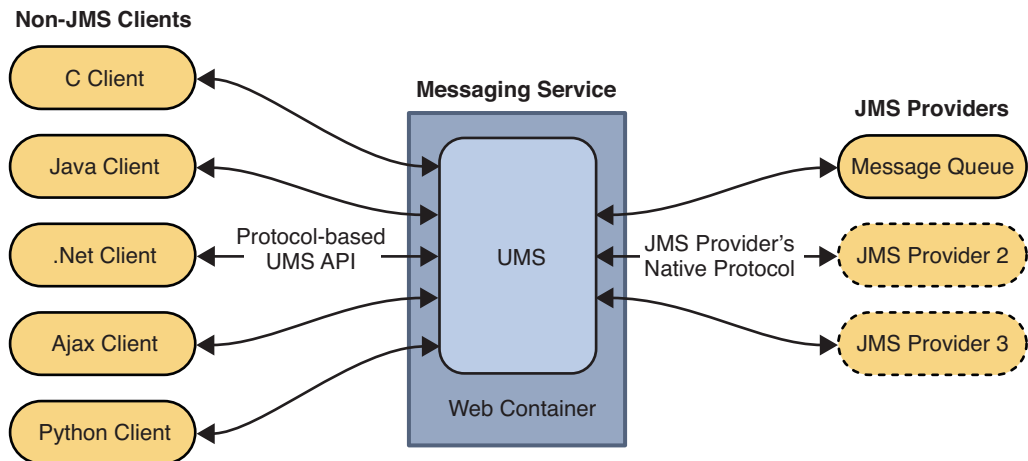 Non-JMS Clients
C Client
Java Client
.Net Client
Ajax Client
Python Client
Protocol-based
UMS API
Messaging Service
UMS
Web Container
JMS Provider's
Native Protocol
JMS Providers
Message Queue
JMS Provider 2
JMS Provider 3